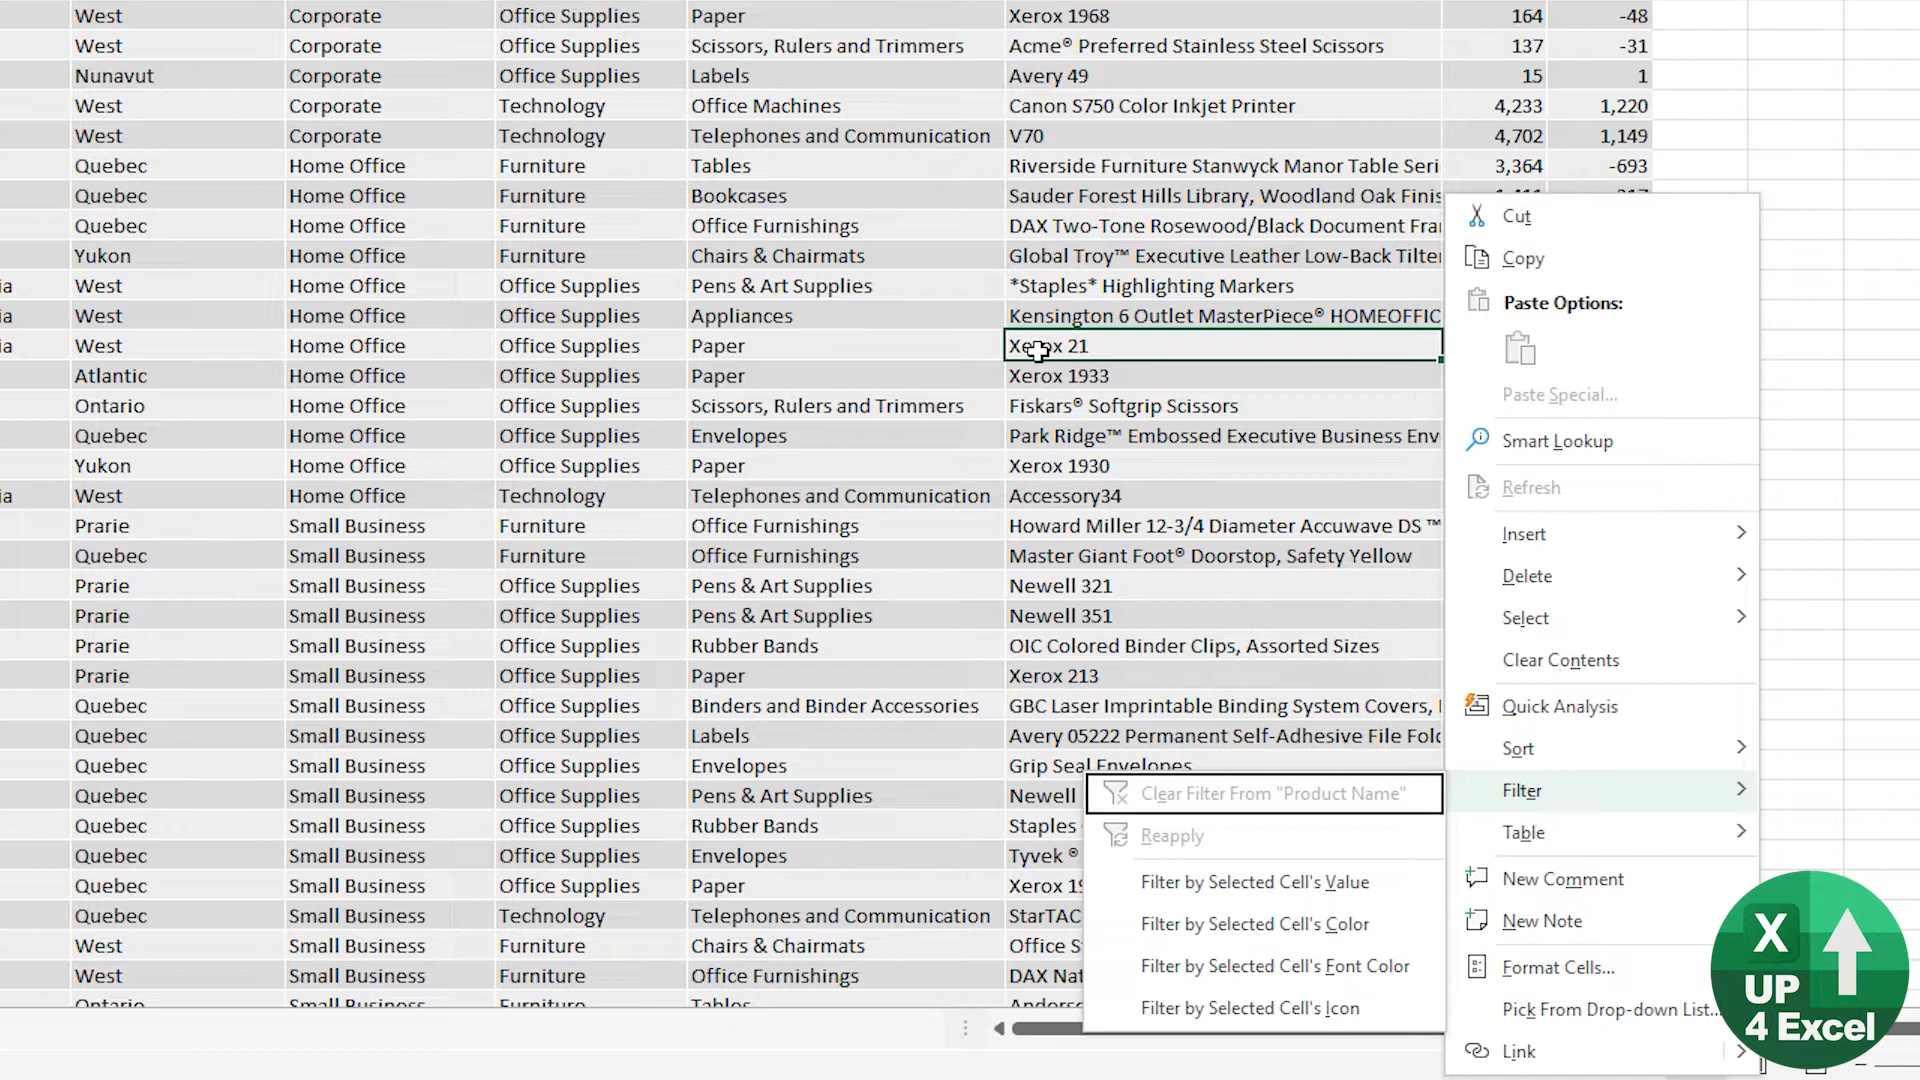 West Corporate Office Supplies Paper Xerox 1968 164 -48
West Corporate Office Supplies Scissors, Rulers and Trimmers Acme® Preferred Stainless Steel Scissors 137 -31
Nunavut Corporate Office Supplies Labels Avery 49 15 1
West Corporate Technology Office Machines Canon S750 Color Inkjet Printer 4,233 1,220
West Corporate Technology Telephones and Communication V70 4,702 1,149
Quebec Home Office Furniture Tables Riverside Furniture Stanwyck Manor Table Seri 3,364 -693
Quebec Home Office Furniture Bookcases Sauder Forest Hills Library, Woodland Oak Finis
Quebec Home Office Furniture Office Furnishings DAX Two-Tone Rosewood/Black Document Fra
Yukon Home Office Furniture Chairs & Chairmats Global Troy™ Executive Leather Low-Back Tilte
ia West Home Office Office Supplies Pens & Art Supplies *Staples* Highlighting Markers
ia West Home Office Office Supplies Appliances Kensington 6 Outlet MasterPiece® HOMEOFFIC
ia West Home Office Office Supplies Paper Xerox 21
Atlantic Home Office Office Supplies Paper Xerox 1933
Ontario Home Office Office Supplies Scissors, Rulers and Trimmers Fiskars® Softgrip Scissors
Quebec Home Office Office Supplies Envelopes Park Ridge™ Embossed Executive Business Env
Yukon Home Office Office Supplies Paper Xerox 1930
ia West Home Office Technology Telephones and Communication Accessory34
Prarie Small Business Furniture Office Furnishings Howard Miller 12-3/4 Diameter Accuwave DS ™
Quebec Small Business Furniture Office Furnishings Master Giant Foot® Doorstop, Safety Yellow
Prarie Small Business Office Supplies Pens & Art Supplies Newell 321
Prarie Small Business Office Supplies Pens & Art Supplies Newell 351
Prarie Small Business Office Supplies Rubber Bands OIC Colored Binder Clips, Assorted Sizes
Prarie Small Business Office Supplies Paper Xerox 213
Quebec Small Business Office Supplies Binders and Binder Accessories GBC Laser Imprintable Binding System Covers,
Quebec Small Business Office Supplies Labels Avery 05222 Permanent Self-Adhesive File Fold
Quebec Small Business Office Supplies Envelopes Grip Seal Envelopes
Quebec Small Business Office Supplies Pens & Art Supplies Newell
Quebec Small Business Office Supplies Rubber Bands Staples
Quebec Small Business Office Supplies Envelopes Tyvek ®
Quebec Small Business Office Supplies Paper Xerox 19
Quebec Small Business Technology Telephones and Communication StarTAC
West Small Business Furniture Chairs & Chairmats Office S
West Small Business Furniture Office Furnishings DAX Nat
Ontario Small Business Furniture Tables Anderso
Cut
Copy
Paste Options:
Paste Special...
Smart Lookup
Refresh
Insert
Delete
Select
Clear Contents
Quick Analysis
Sort
Filter
Table
New Comment
New Note
Format Cells...
Pick From Drop-down List...
Link
Clear Filter From "Product Name"
Reapply
Filter by Selected Cell's Value
Filter by Selected Cell's Color
Filter by Selected Cell's Font Color
Filter by Selected Cell's Icon
X
UP
4 Excel